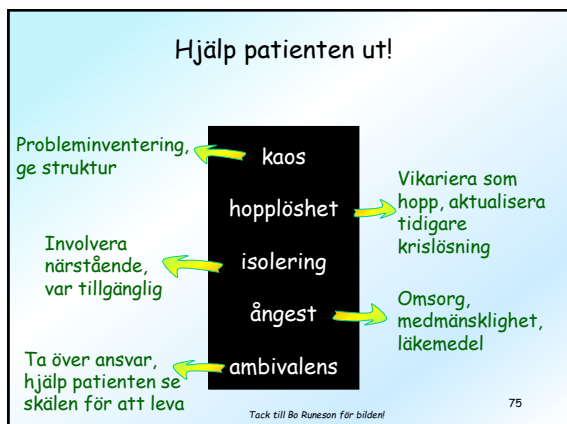 Hjälp patienten ut!
Probleminventering,
ge struktur
kaos
hopplöshet
Vikariera som
hopp, aktualisera
tidigare
krislösning
Involvera
närstående,
var tillgänglig
isolering
ångest
Omsorg,
medmänsklighet,
läkemedel
Ta över ansvar,
hjälp patienten se
skälen för att leva
ambivalens
Tack till Bo Runeson för bilden!
75